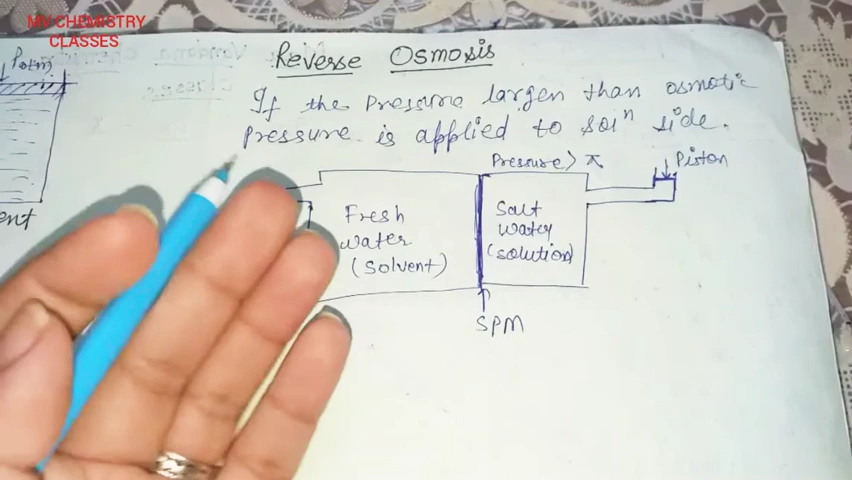 MV CHEMISTRY
CLASSES
Reverse Osmosis
If the Pressure larger than osmotic
Pressure is applied to Solⁿ side.
Pressure > π
Piston
Fresh
water
(Solvent)
Salt
Water
(Solution)
SPM